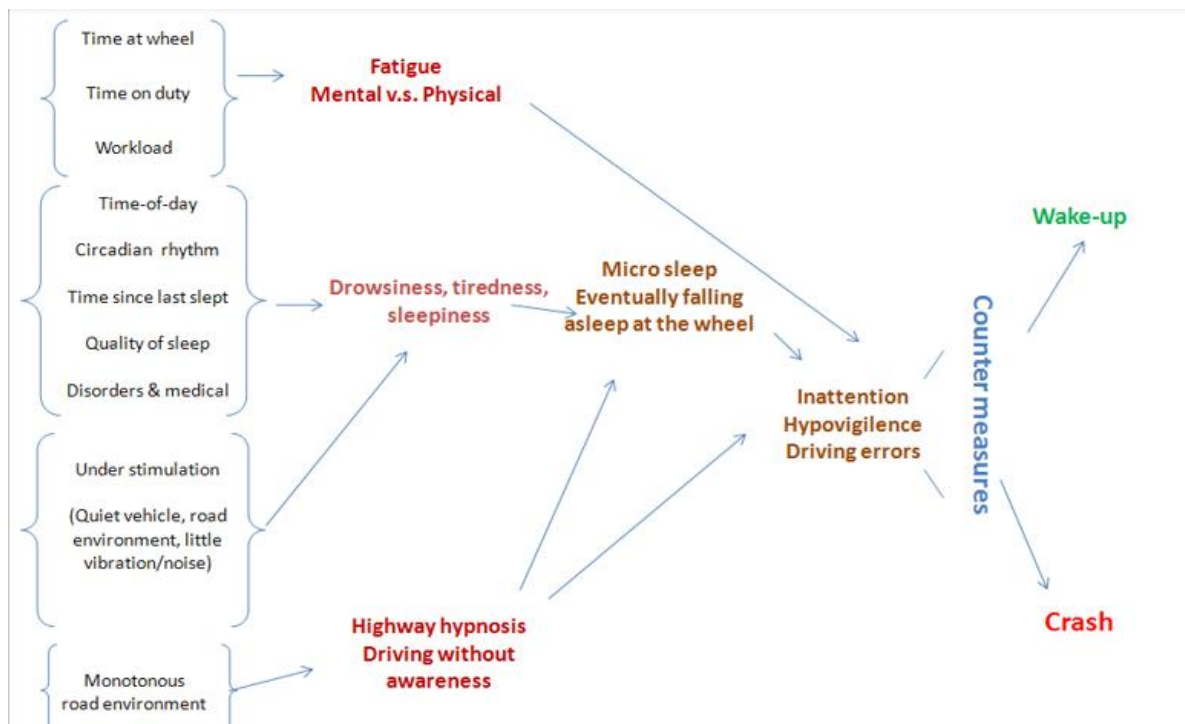 Time at wheel
Time on duty
Workload
Fatigue
Mental v.s. Physical
Time-of-day
Circadian rhythm
Time since last slept
Quality of sleep
Disorders & medical
Drowsiness, tiredness,
sleepiness
Micro sleep
Eventually falling
asleep at the wheel
Under stimulation
(Quiet vehicle, road
environment, little
vibration/noise)
Monotonous
road environment
Highway hypnosis
Driving without
awareness
Inattention
Hypovigilence
Driving errors
Counter measures
Wake-up
Crash